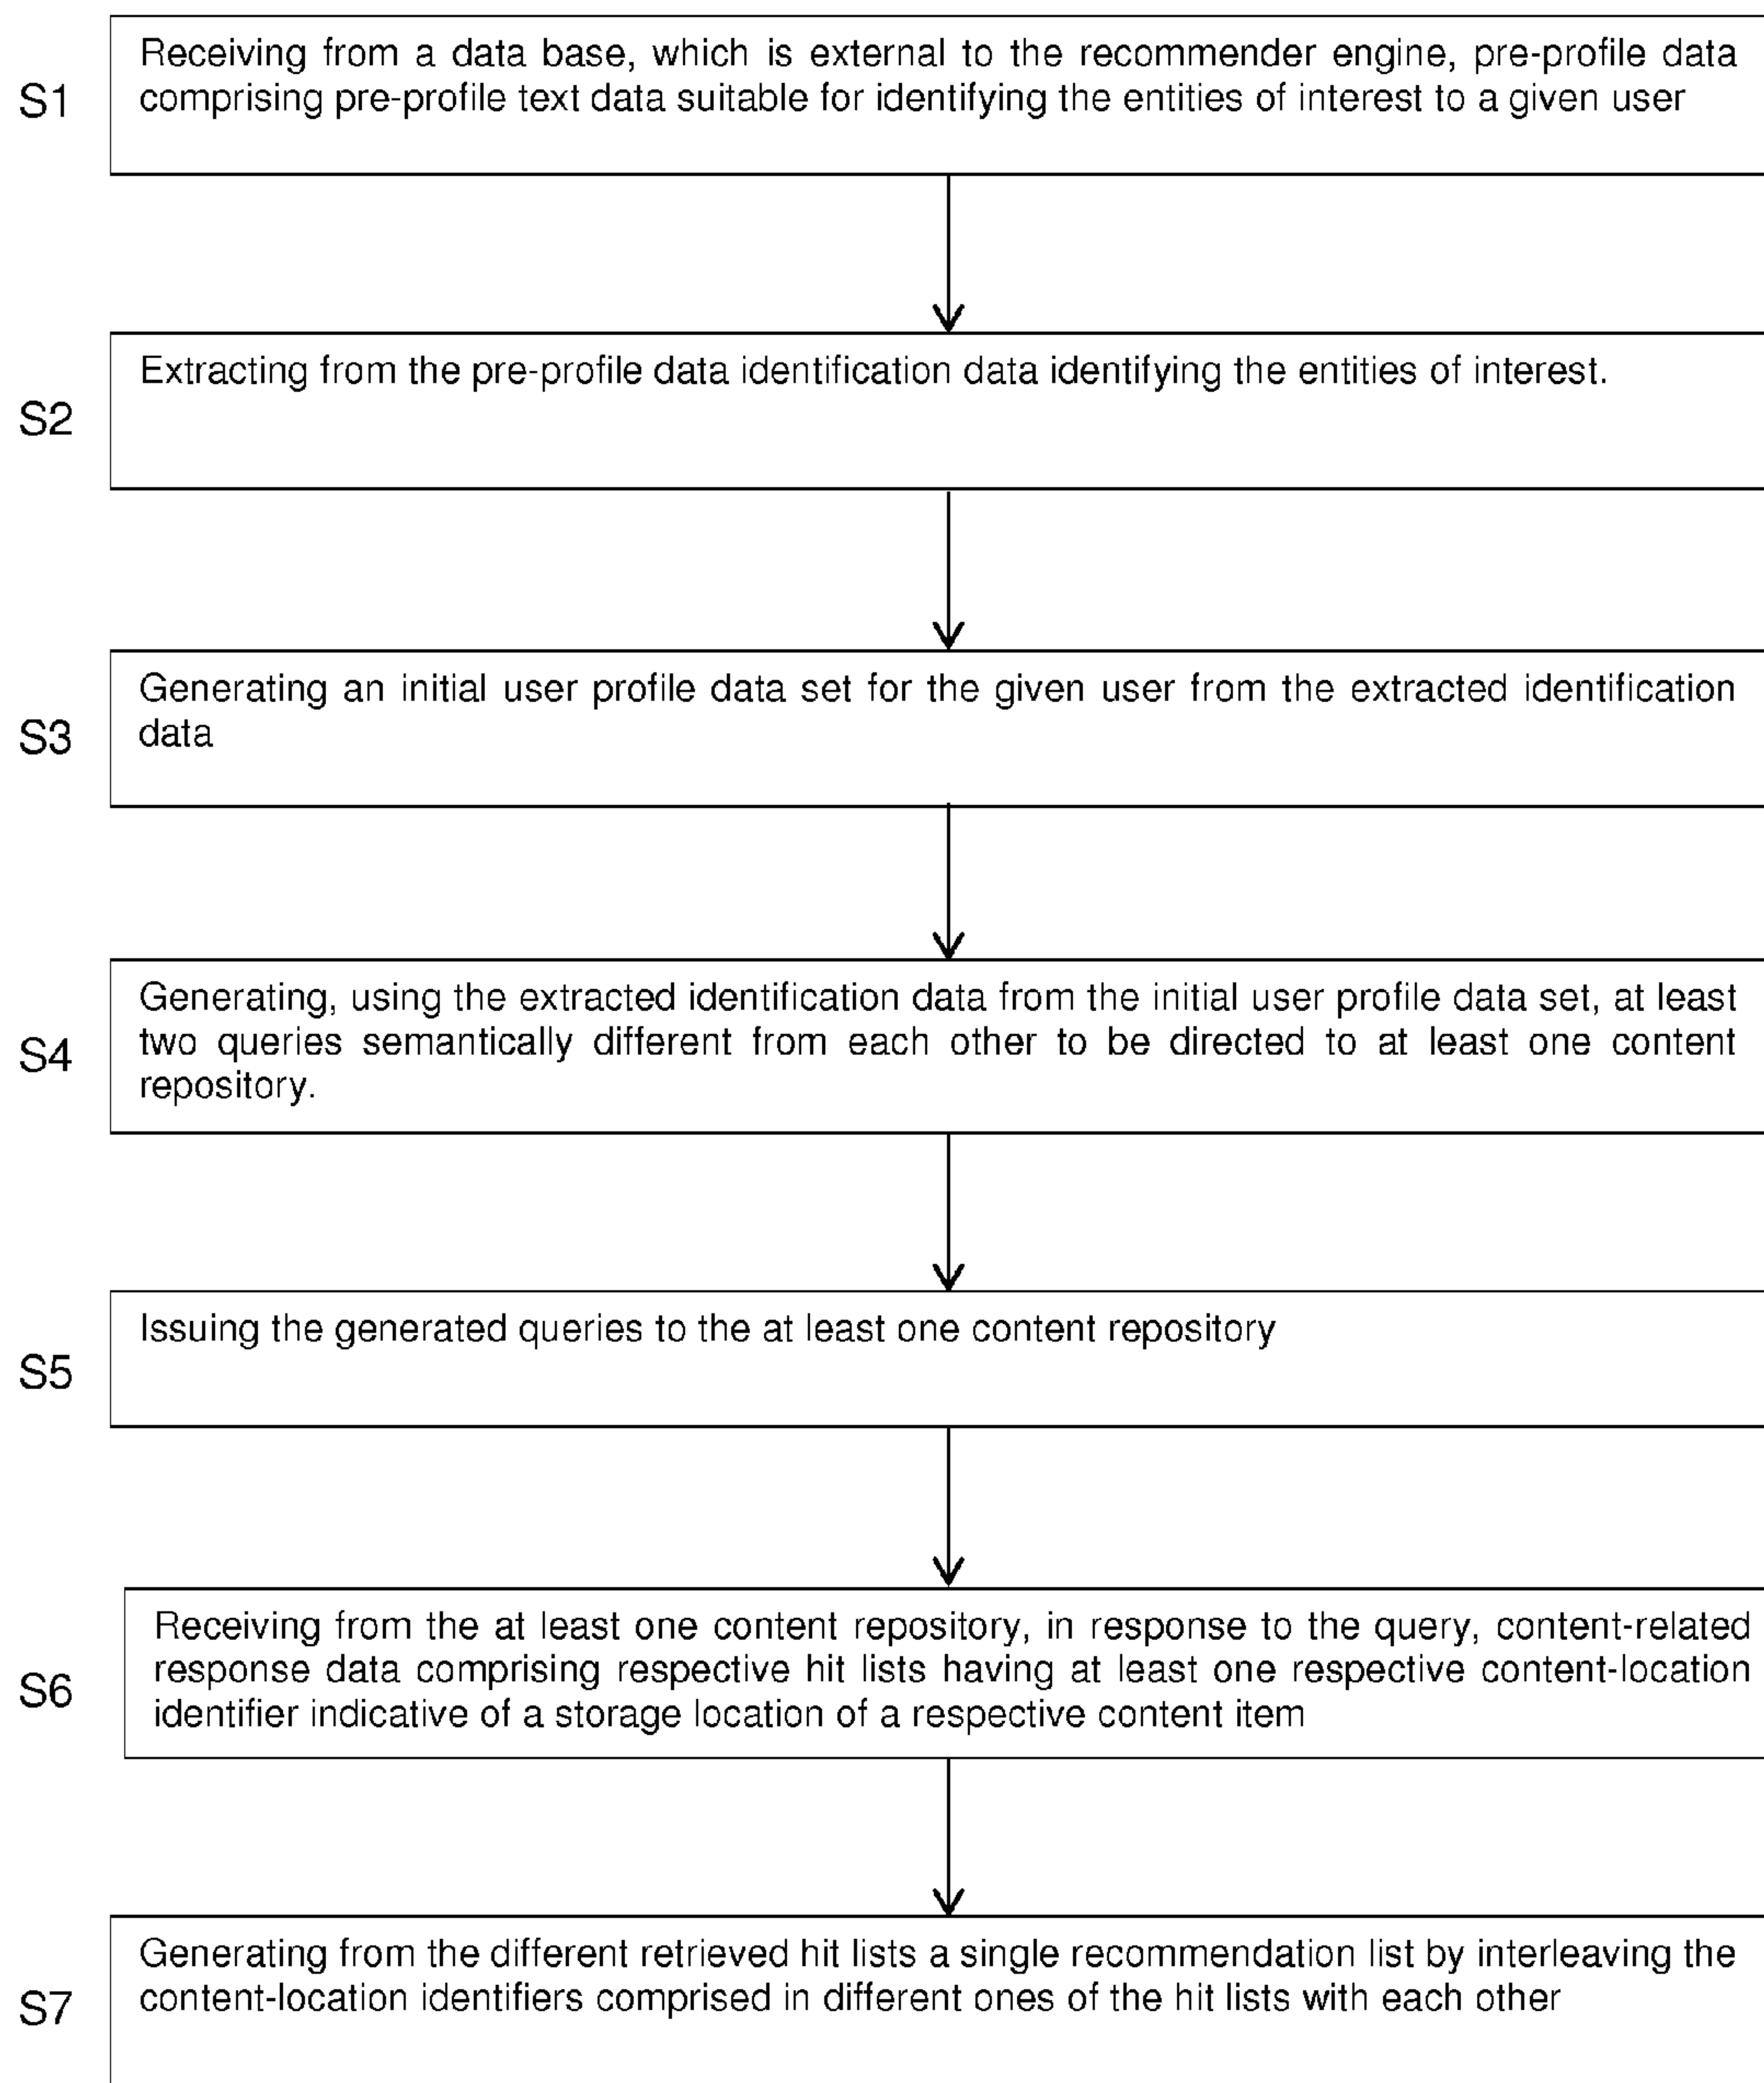 S1
Receiving from a data base, which is external to the recommender engine, pre-profile data
comprising pre-profile text data suitable for identifying the entities of interest to a given user
S2
Extracting from the pre-profile data identification data identifying the entities of interest.
S3
Generating an initial user profile data set for the given user from the extracted identification
data
S4
Generating, using the extracted identification data from the initial user profile data set, at least
two queries semantically different from each other to be directed to at least one content
repository.
S5
Issuing the generated queries to the at least one content repository
S6
Receiving from the at least one content repository, in response to the query, content-related
response data comprising respective hit lists having at least one respective content-location
identifier indicative of a storage location of a respective content item
S7
Generating from the different retrieved hit lists a single recommendation list by interleaving the
content-location identifiers comprised in different ones of the hit lists with each other